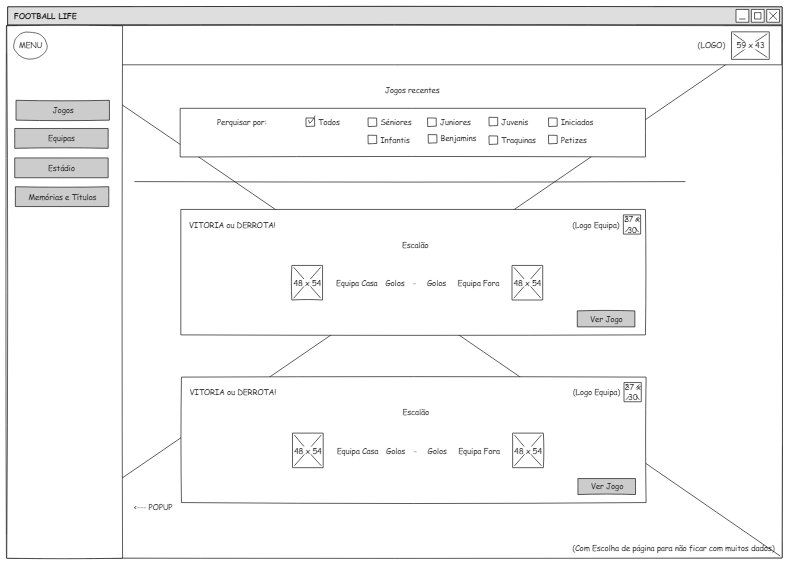 FOOTBALL LIFE
MENU
(LOGO) 59 x 43
Jogos recentes
Jogos
Equipas
Estádio
Memórias e Títulos
Perquisar por: Todos Séniores Juniores Juvenis Iniciados
Infantis Benjamins Traquinas Petizes
VITORIA ou DERROTA! (Logo Equipa) 37 x 30
Escalão
48 x 54 Equipa Casa Golos - Golos Equipa Fora 48 x 54
Ver Jogo
VITORIA ou DERROTA! (Logo Equipa) 37 x 30
Escalão
48 x 54 Equipa Casa Golos - Golos Equipa Fora 48 x 54
Ver Jogo
<--- POPUP
(Com Escolha de página para não ficar com muitos dados)